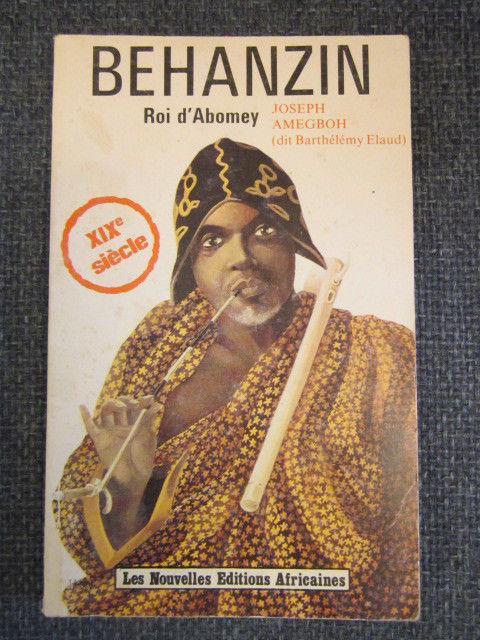 BEHANZIN
Roi d'Abomey
JOSEPH
AMEGBOH
(dit Barthélémy Elaud)
XIXe
siècle
Les Nouvelles Editions Africaines